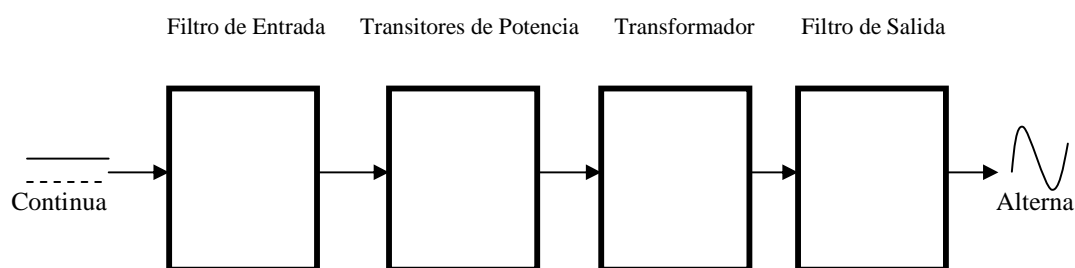 Filtro de Entrada
Transitores de Potencia
Transformador
Filtro de Salida
Continua
Alterna